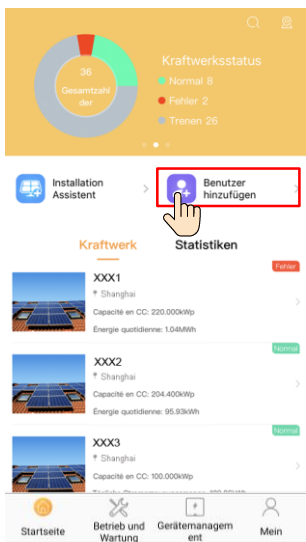 Kraftwerksstatus
36
Gesamtzahl
der
Normal 8
Fehler 2
Trenen 26
Installation
Assistent
Benutzer
hinzufügen
Kraftwerk
Statistiken
Fehler
XXX1
Shanghai
Capacité en CC: 220.000kWp
Énergie quotidienne: 1.04MWh
Normal
XXX2
Shanghai
Capacité en CC: 204.400kWp
Énergie quotidienne: 95.93kWh
Normal
XXX3
Shanghai
Capacité en CC: 100.000kWp
Startseite
Betrieb und
Wartung
Gerätemanagem
ent
Mein